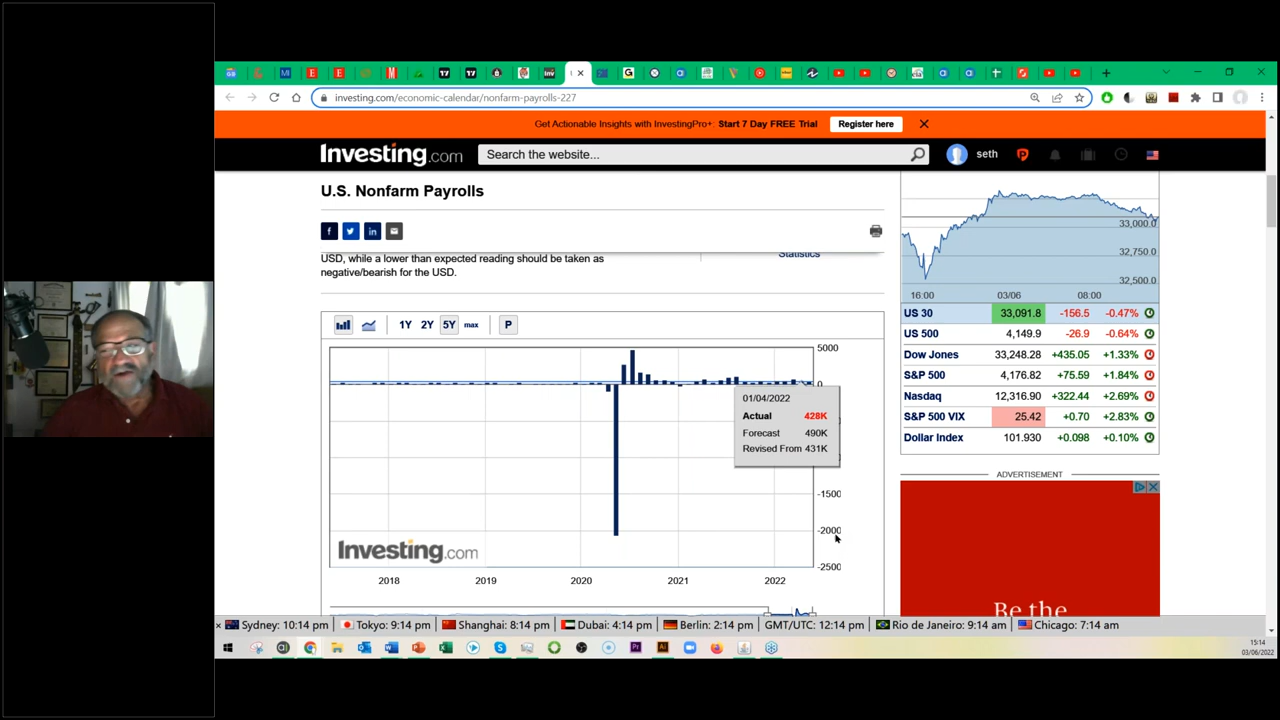 investing.com/economic-calendar/nonfarm-payrolls-227
Get Actionable Insights with InvestingPro+ Start 7 Day FREE Trial
Register here
Investing.com
Search the website...
seth
U.S. Nonfarm Payrolls
USD, while a lower than expected reading should be taken as
negative/bearish for the USD.
Statistics
1Y 2Y 5Y max P
5000
0
01/04/2022
Actual 428K
Forecast 490K
Revised From 431K
-1500
-2000
-2500
Investing.com
2018 2019 2020 2021 2022
33,000.0
32,750.0
32,500.0
16:00 03/06 08:00
US 30 33,091.8 -156.5 -0.47%
US 500 4,149.9 -26.9 -0.64%
Dow Jones 33,248.28 +435.05 +1.33%
S&P 500 4,176.82 +75.59 +1.84%
Nasdaq 12,316.90 +322.44 +2.69%
S&P 500 VIX 25.42 +0.70 +2.83%
Dollar Index 101.930 +0.098 +0.10%
ADVERTISEMENT
Be the
Sydney: 10:14 pm Tokyo: 9:14 pm Shanghai: 8:14 pm Dubai: 4:14 pm Berlin: 2:14 pm GMT/UTC: 12:14 pm Rio de Janeiro: 9:14 am Chicago: 7:14 am
15:14
03/06/2022